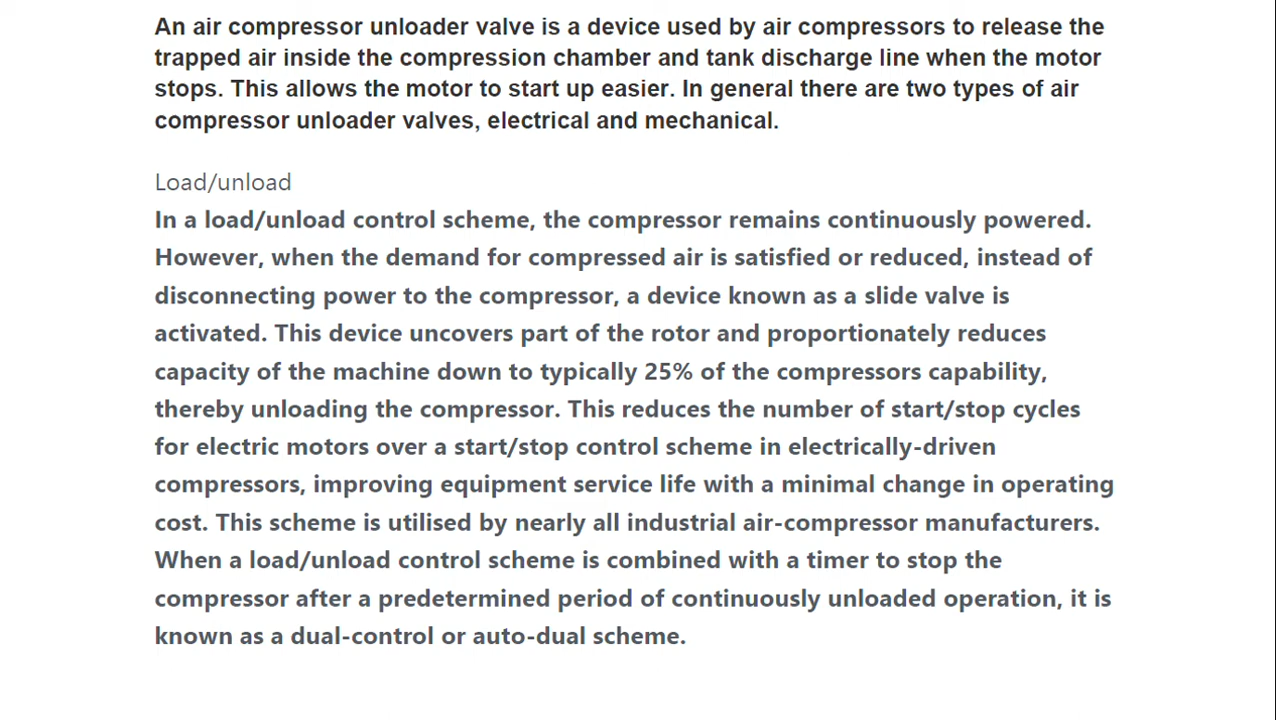 An air compressor unloader valve is a device used by air compressors to release the
trapped air inside the compression chamber and tank discharge line when the motor
stops. This allows the motor to start up easier. In general there are two types of air
compressor unloader valves, electrical and mechanical.
Load/unload
In a load/unload control scheme, the compressor remains continuously powered.
However, when the demand for compressed air is satisfied or reduced, instead of
disconnecting power to the compressor, a device known as a slide valve is
activated. This device uncovers part of the rotor and proportionately reduces
capacity of the machine down to typically 25% of the compressors capability,
thereby unloading the compressor. This reduces the number of start/stop cycles
for electric motors over a start/stop control scheme in electrically-driven
compressors, improving equipment service life with a minimal change in operating
cost. This scheme is utilised by nearly all industrial air-compressor manufacturers.
When a load/unload control scheme is combined with a timer to stop the
compressor after a predetermined period of continuously unloaded operation, it is
known as a dual-control or auto-dual scheme.